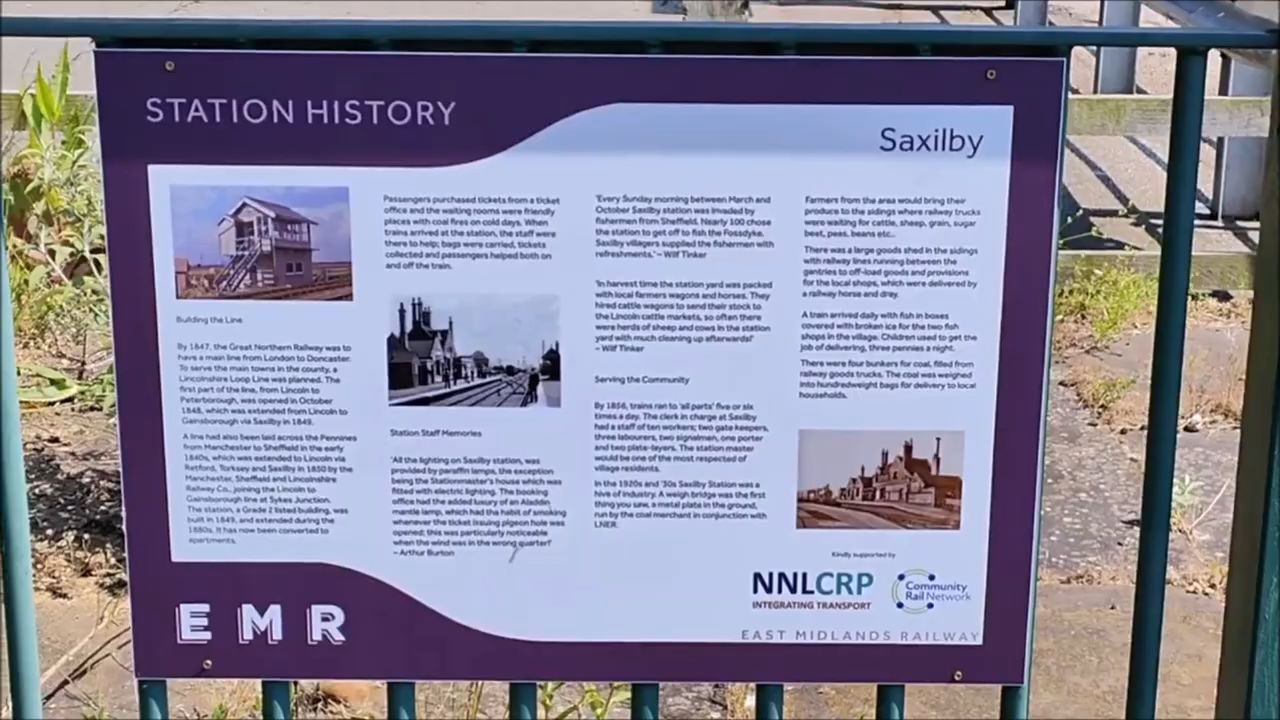 STATION HISTORY
Saxilby
Building the Line
By 1847, the Great Northern Railway was to
have a main line from London to Doncaster.
To serve the main towns in the county, a
Lincolnshire Loop Line was planned. The
first part of the line, from Lincoln to
Peterborough, was opened in October
1848, which was extended from Lincoln to
Gainsborough via Saxilby in 1849.
A line had also been laid across the Pennines
from Manchester to Sheffield in the early
1840s, which was extended to Lincoln via
Retford, Torksey and Saxilby in 1850 by the
Manchester, Sheffield and Lincolnshire
Railway Co., joining the Lincoln to
Gainsborough line at Sykes Junction.
The station, a Grade 2 listed building, was
built in 1849, and extended during the
1880s. It has now been converted to
apartments.
Passengers purchased tickets from a ticket
office and the waiting rooms were friendly
places with coal fires on cold days. When
trains arrived at the station, the staff were
there to help; bags were carried, tickets
collected and passengers helped both on
and off the train.
Station Staff Memories
'All the lighting on Saxilby station, was
provided by paraffin lamps, the exception
being the Stationmaster's house which was
fitted with electric lighting. The booking
office had the added luxury of an Aladdin
mantle lamp, which had the habit of smoking
whenever the ticket issuing pigeon hole was
opened; this was particularly noticeable
when the wind was in the wrong quarter!'
– Arthur Burton
'Every Sunday morning between March and
October Saxilby station was invaded by
fishermen from Sheffield. Nearly 100 chose
the station to get off to fish the Fossdyke.
Saxilby villagers supplied the fishermen with
refreshments.' – Wilf Tinker
'In harvest time the station yard was packed
with local farmers wagons and horses. They
hired cattle wagons to send their stock to
the Lincoln cattle markets, so often there
were herds of sheep and cows in the station
yard with much cleaning up afterwards!'
– Wilf Tinker
Serving the Community
By 1856, trains ran to 'all parts' five or six
times a day. The clerk in charge at Saxilby
had a staff of ten workers; two gate keepers,
three labourers, two signalmen, one porter
and two plate-layers. The station master
would be one of the most respected of
village residents.
In the 1920s and '30s Saxilby Station was a
hive of industry. A weigh bridge was the first
thing you saw, a metal plate in the ground,
run by the coal merchant in conjunction with
LNER.
Farmers from the area would bring their
produce to the sidings where railway trucks
were waiting for cattle, sheep, grain, sugar
beet, peas, beans etc..
There was a large goods shed in the sidings
with railway lines running between the
gantries to off-load goods and provisions
for the local shops, which were delivered by
a railway horse and dray.
A train arrived daily with fish in boxes
covered with broken ice for the two fish
shops in the village. Children used to get the
job of delivering, three pennies a night.
There were four bunkers for coal, filled from
railway goods trucks. The coal was weighed
into hundredweight bags for delivery to local
households.
Kindly supported by
NNLCRP
INTEGRATING TRANSPORT
Community
Rail Network
EMR
EAST MIDLANDS RAILWAY